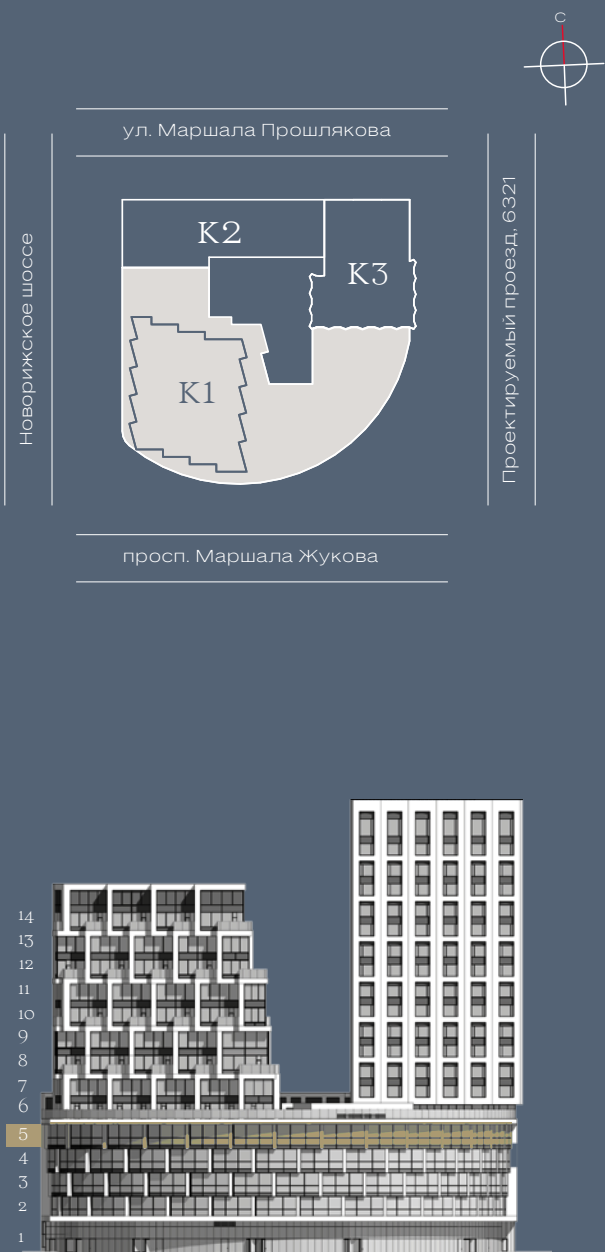 С
ул. Маршала Прошлякова
Новорижское шоссе
Проектируемый проезд, 6321
К2
К3
К1
просп. Маршала Жукова
14
13
12
11
10
9
8
7
6
5
4
3
2
1